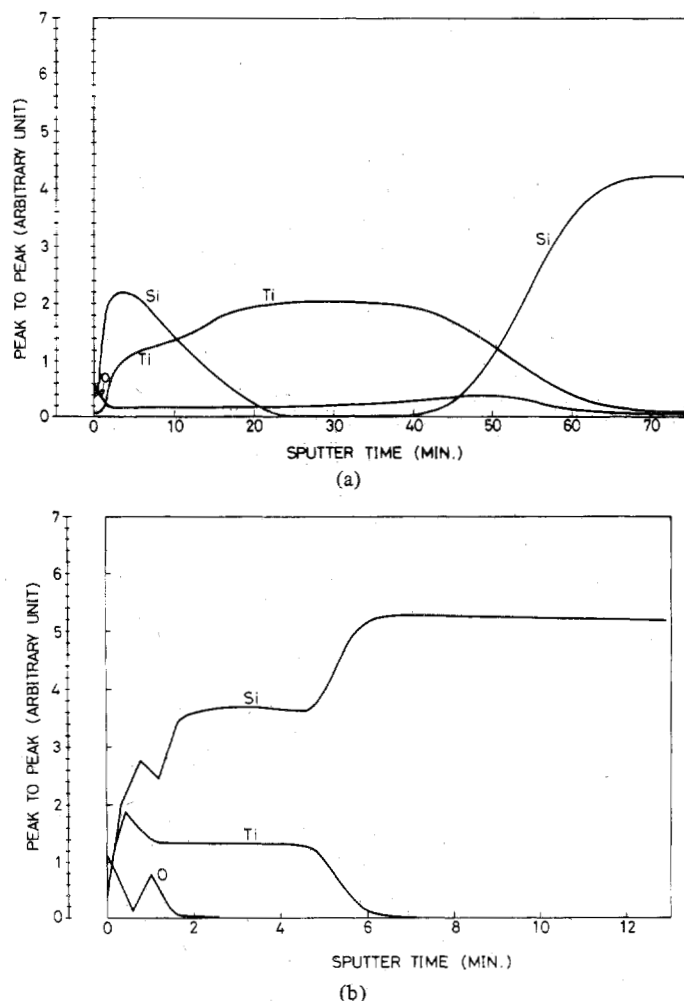 7
6
5
4
3
2
1
0
PEAK TO PEAK (ARBITRARY UNIT)
Si
Ti
Si
Ti
O
0 10 20 30 40 50 60 70
SPUTTER TIME (MIN.)
(a)
7
6
5
4
3
2
1
0
PEAK TO PEAK (ARBITRARY UNIT)
Si
Ti
O
0 2 4 6 8 10 12
SPUTTER TIME (MIN.)
(b)